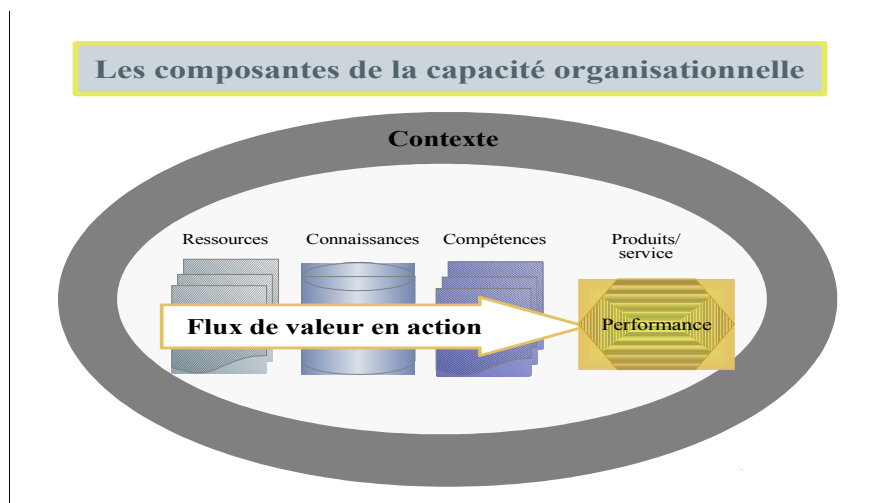 Les composantes de la capacité organisationnelle
Contexte
Ressources
Connaissances
Compétences
Produits/
service
Flux de valeur en action
Performance